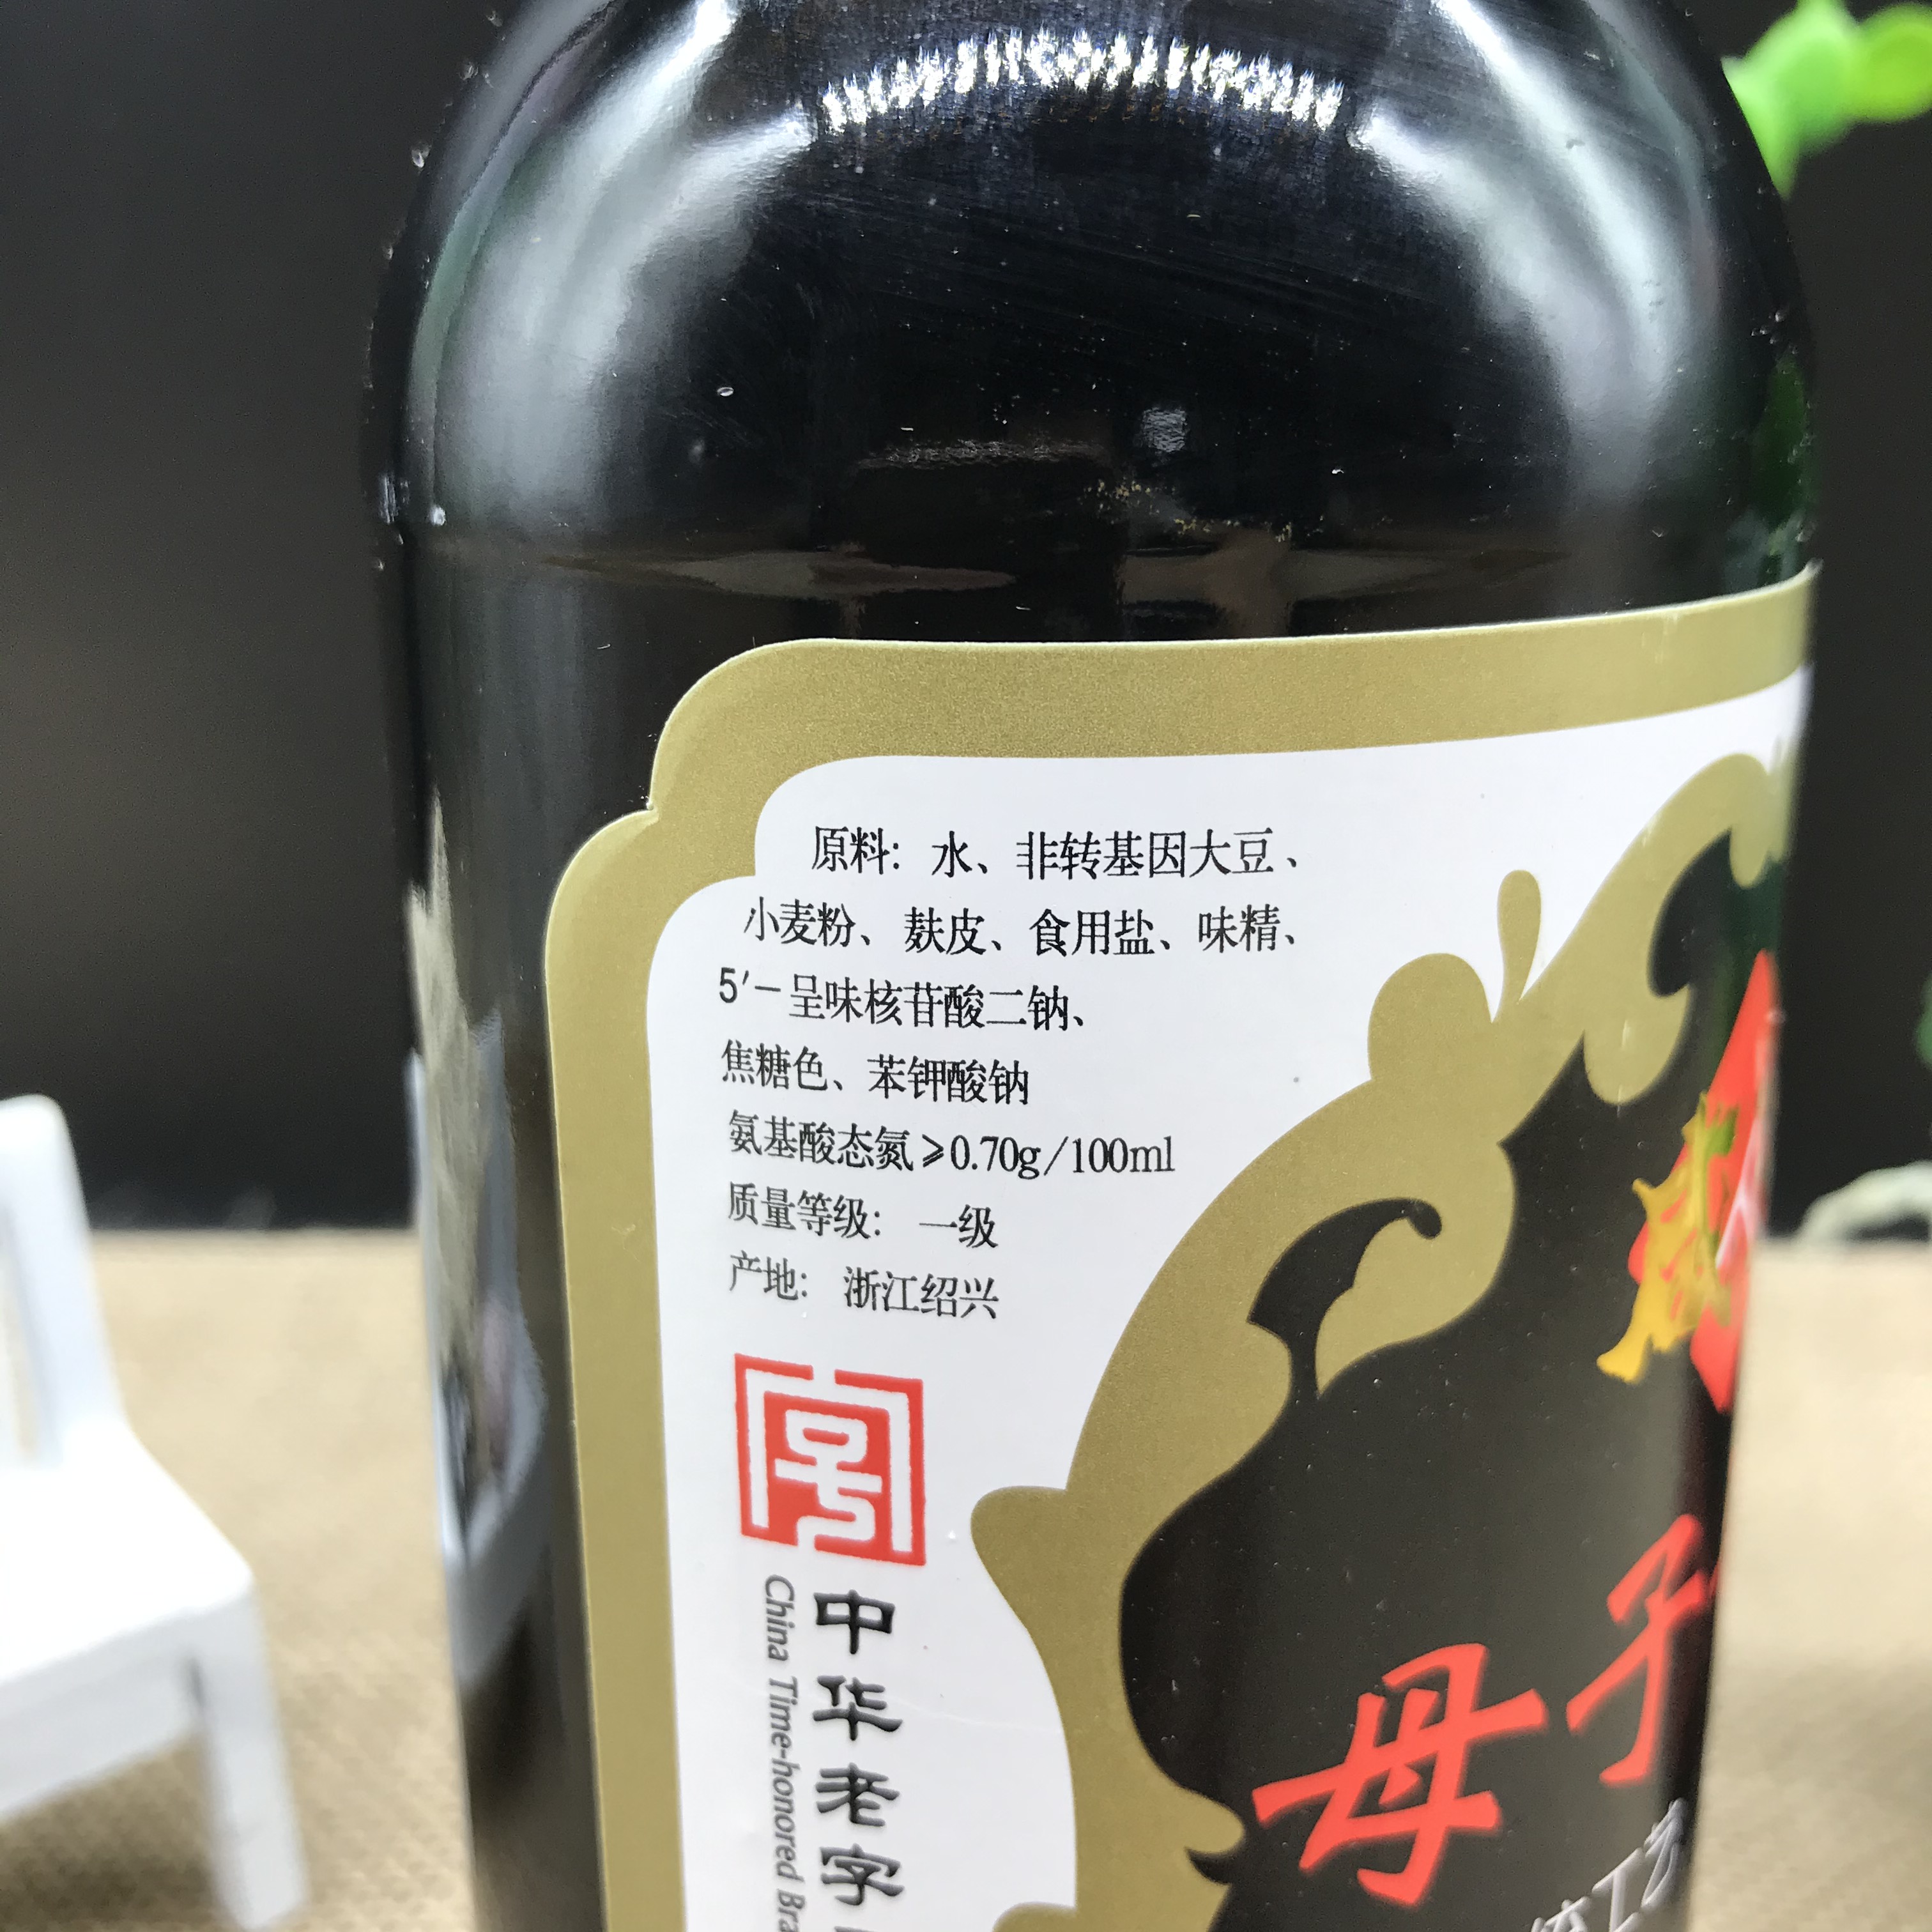 原料：水、非转基因大豆、
小麦粉、麸皮、食用盐、味精、
5′－呈味核苷酸二钠、
焦糖色、苯钾酸钠
氨基酸态氮≥0.70g/100ml
质量等级： 一级
产地： 浙江绍兴
号
中华老字
China Time-honored Bra
母子
工艺